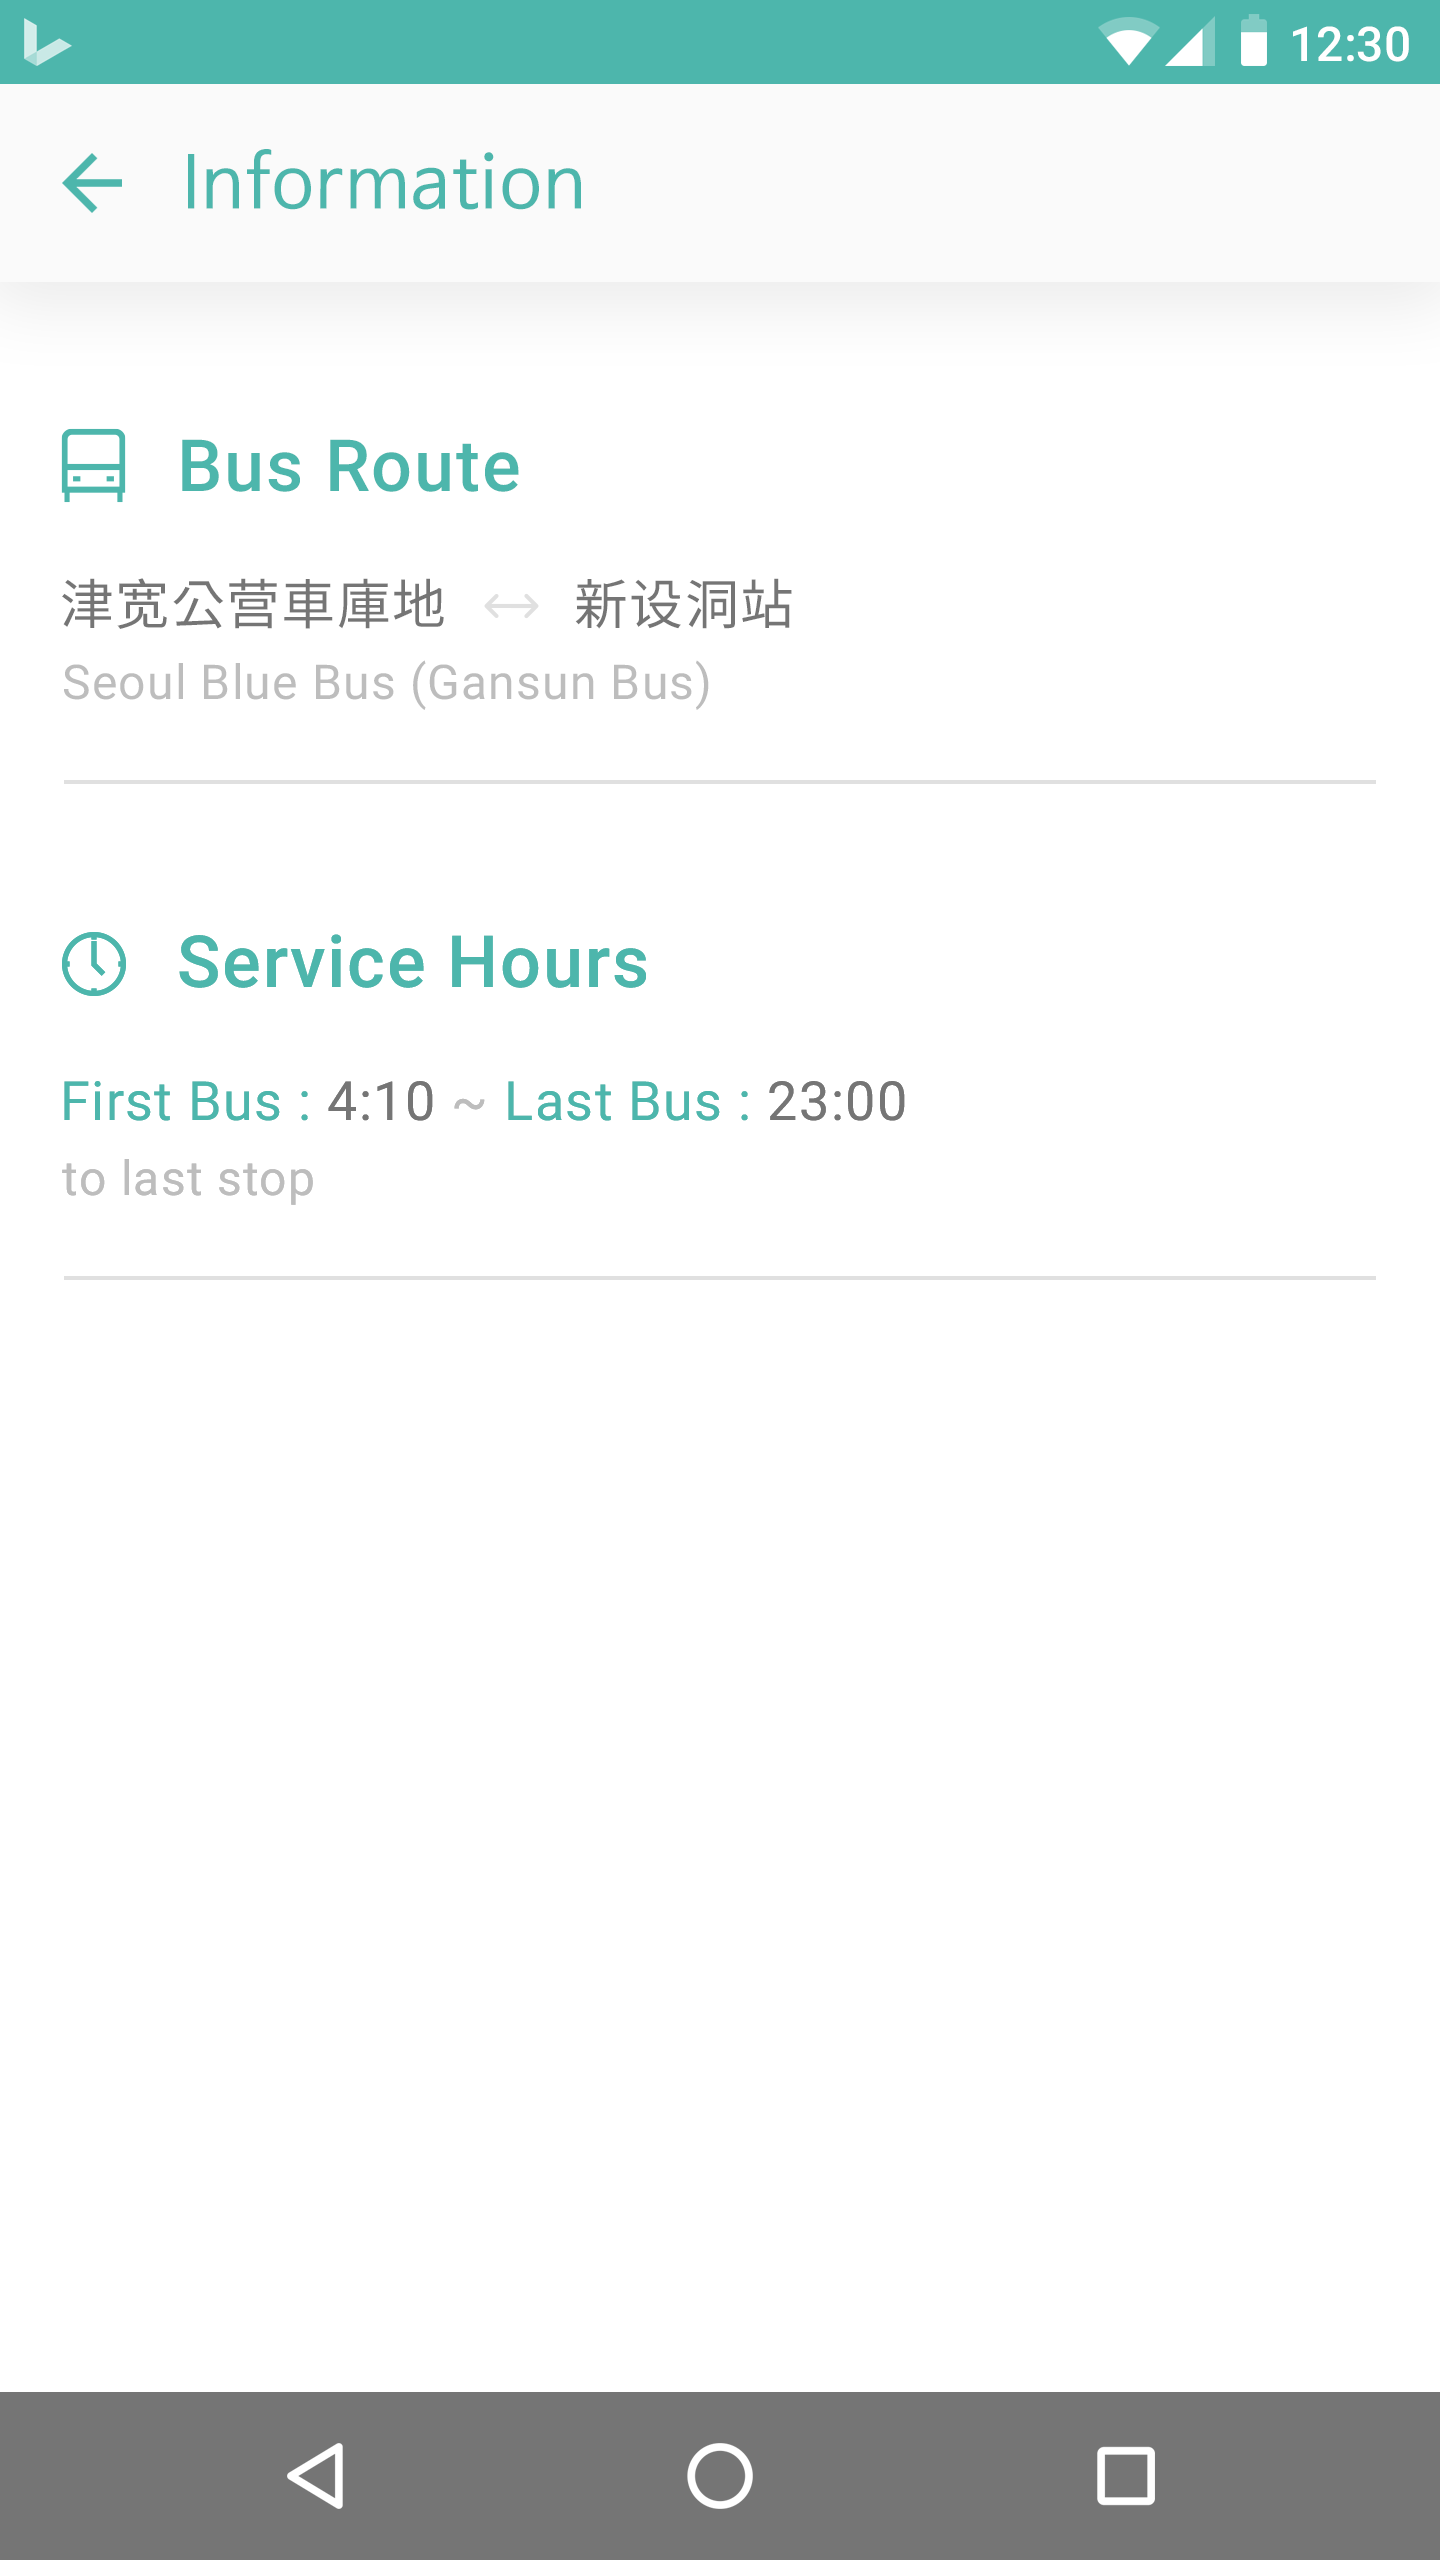 12:30
Information
Bus Route
津宽公营車庫地 ↔ 新设洞站
Seoul Blue Bus (Gansun Bus)
Service Hours
First Bus : 4:10 ~ Last Bus : 23:00
to last stop